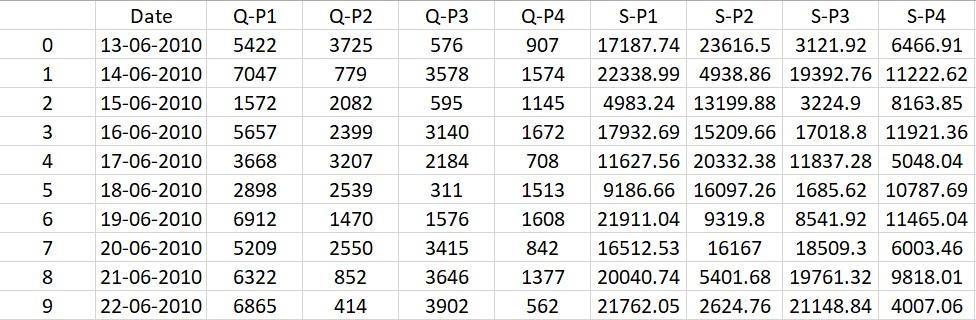 Date Q-P1 Q-P2 Q-P3 Q-P4 S-P1 S-P2 S-P3 S-P4
0 13-06-2010 5422 3725 576 907 17187.74 23616.5 3121.92 6466.91
1 14-06-2010 7047 779 3578 1574 22338.99 4938.86 19392.76 11222.62
2 15-06-2010 1572 2082 595 1145 4983.24 13199.88 3224.9 8163.85
3 16-06-2010 5657 2399 3140 1672 17932.69 15209.66 17018.8 11921.36
4 17-06-2010 3668 3207 2184 708 11627.56 20332.38 11837.28 5048.04
5 18-06-2010 2898 2539 311 1513 9186.66 16097.26 1685.62 10787.69
6 19-06-2010 6912 1470 1576 1608 21911.04 9319.8 8541.92 11465.04
7 20-06-2010 5209 2550 3415 842 16512.53 16167 18509.3 6003.46
8 21-06-2010 6322 852 3646 1377 20040.74 5401.68 19761.32 9818.01
9 22-06-2010 6865 414 3902 562 21762.05 2624.76 21148.84 4007.06